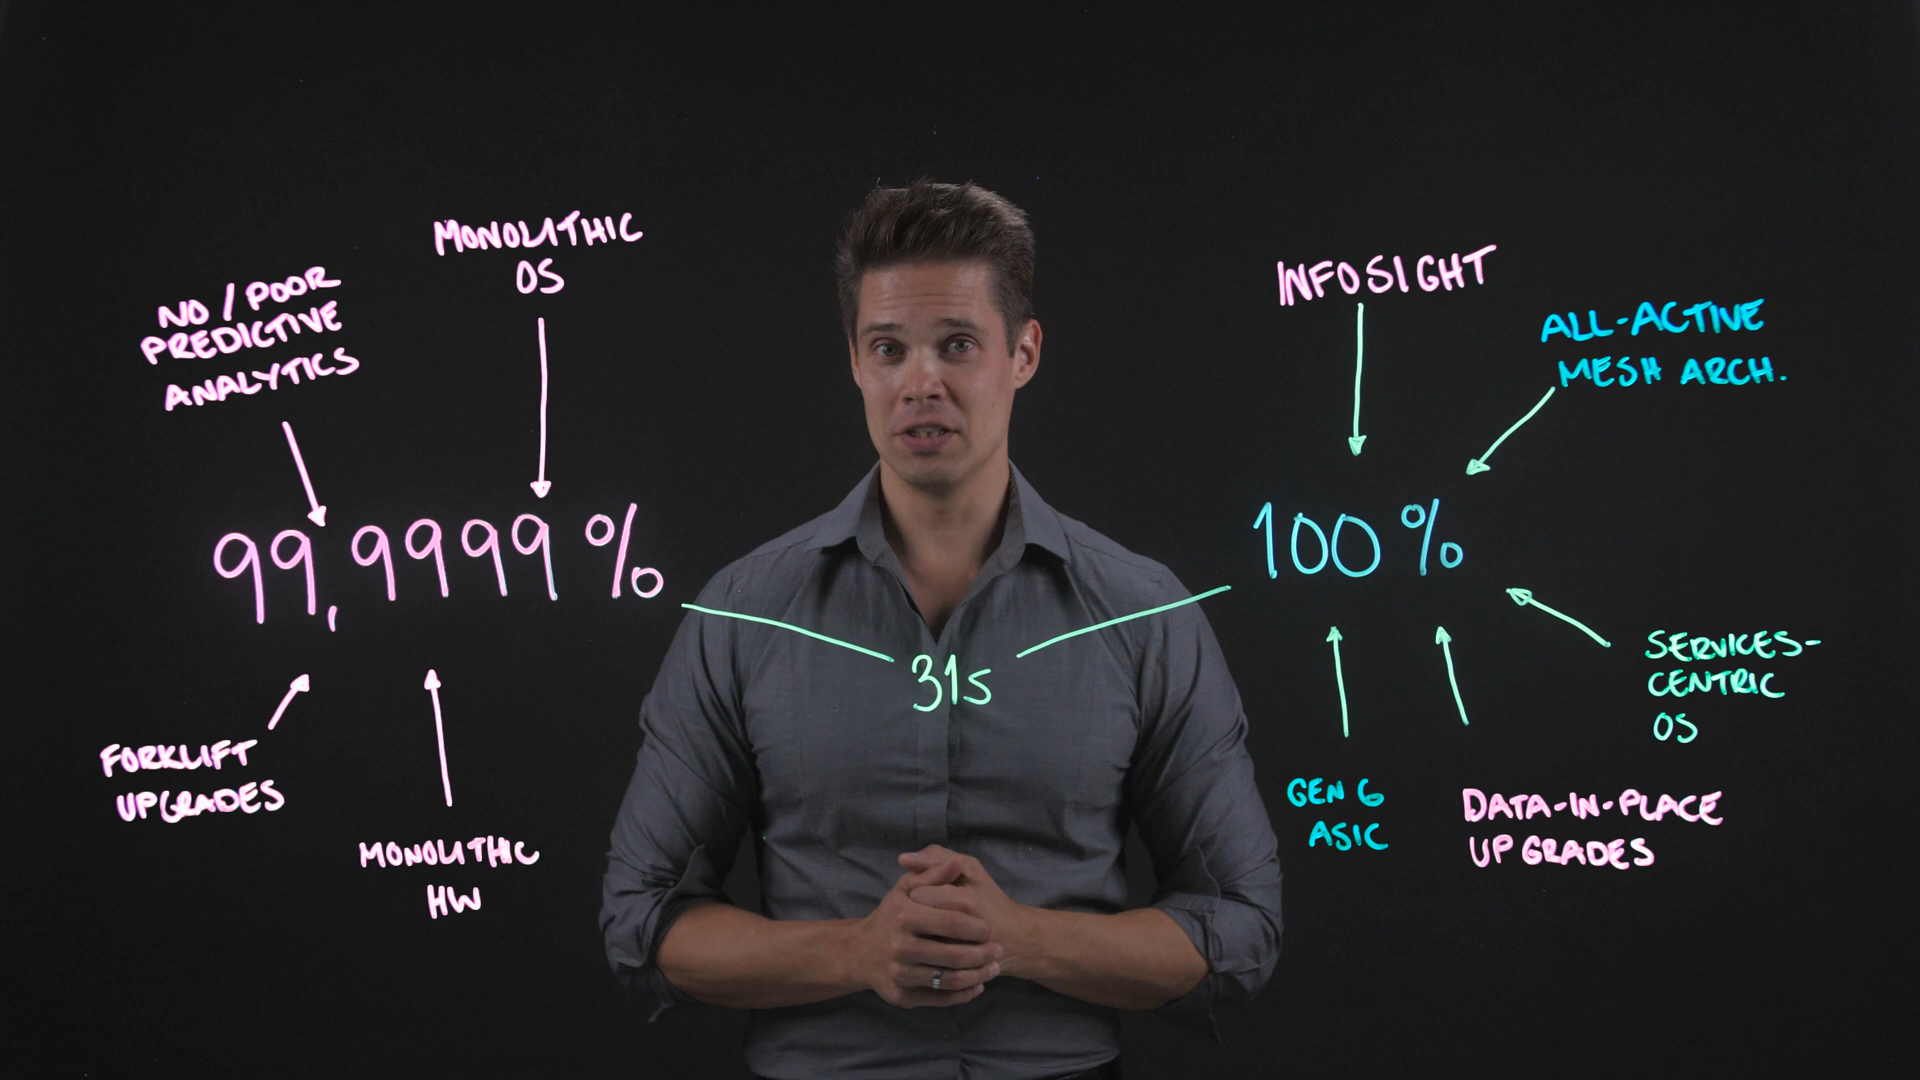 MONOLITHIC
OS
NO / POOR
PREDICTIVE
ANALYTICS
99,9999%
FORKLIFT
UPGRADES
MONOLITHIC
HW
31s
INFOSIGHT
ALL-ACTIVE
MESH ARCH.
100%
SERVICES-
CENTRIC
OS
GEN 6
ASIC
DATA-IN-PLACE
UPGRADES